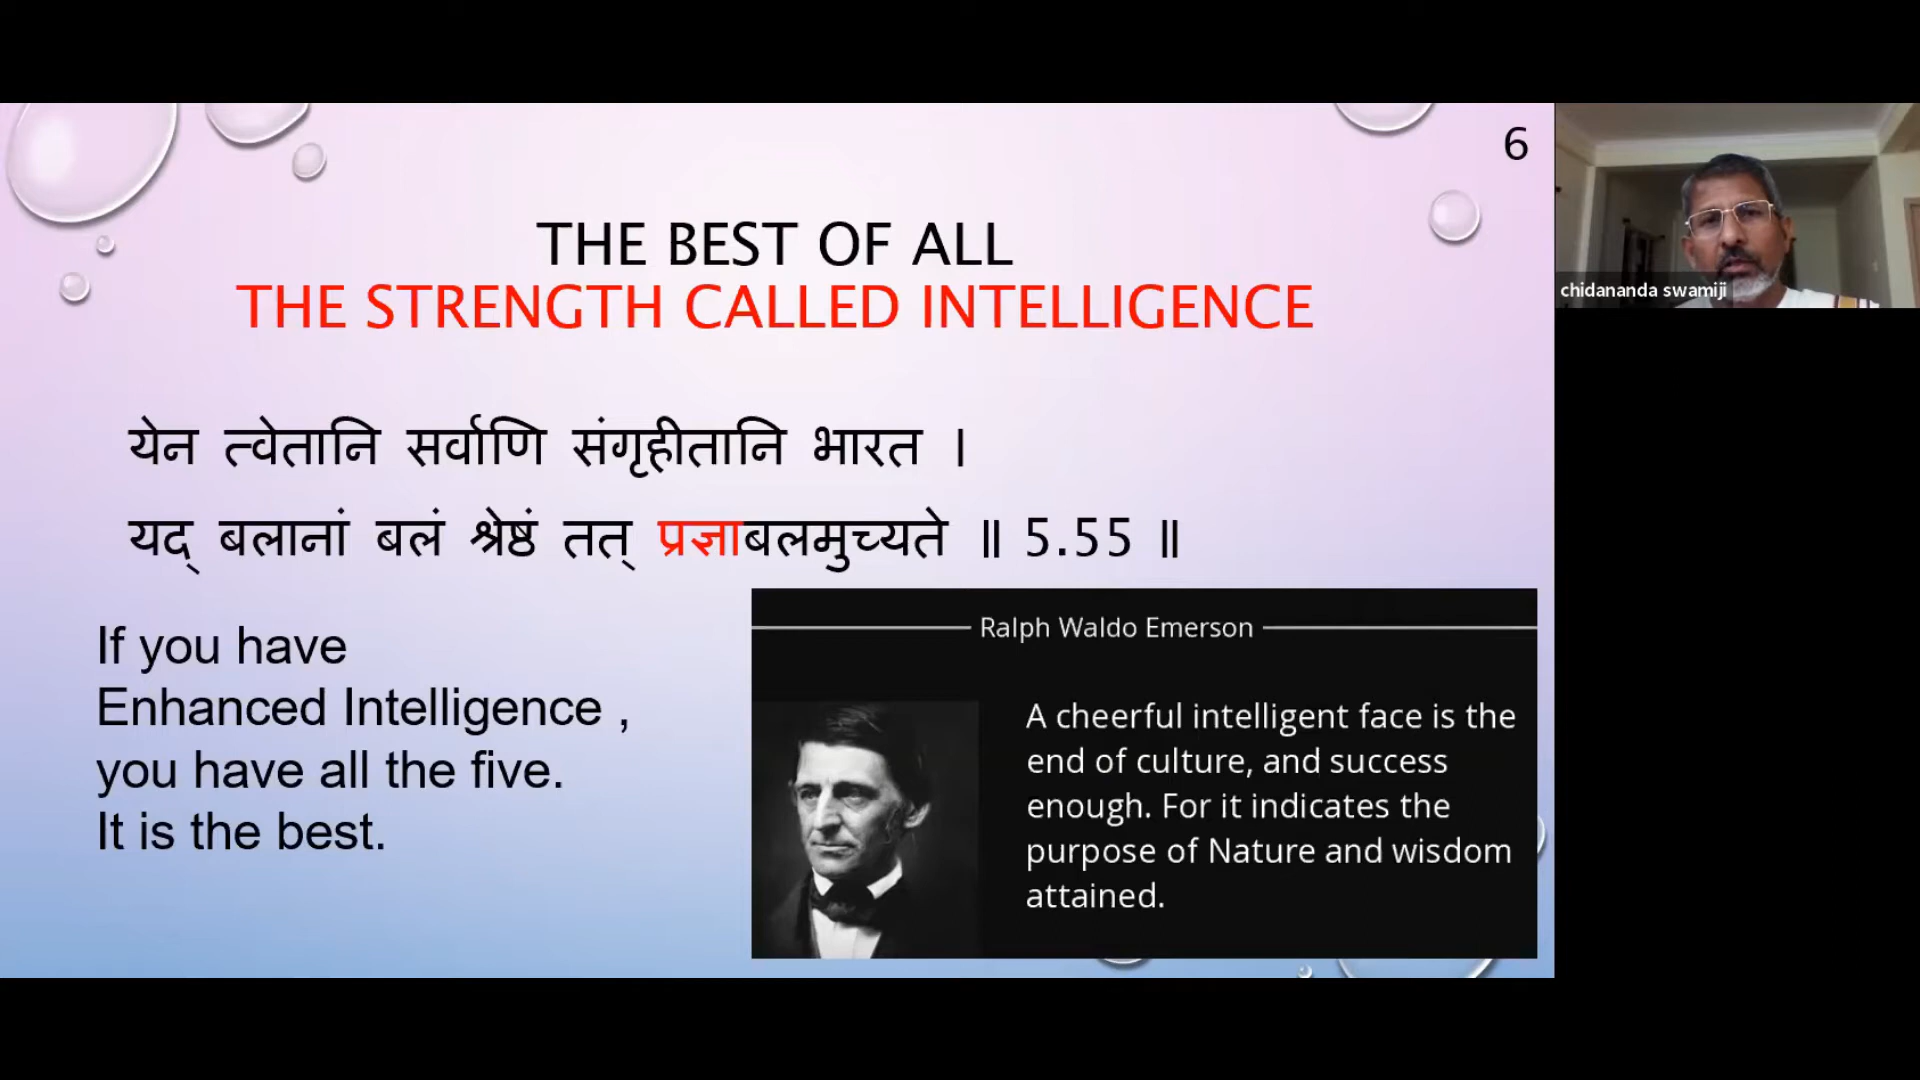 6
THE BEST OF ALL
THE STRENGTH CALLED INTELLIGENCE
येन त्वेतानि सर्वाणि संगृहीतानि भारत ।
यद् बलानां बलं श्रेष्ठं तत् प्रज्ञाबलमुच्यते ॥ 5.55 ॥
If you have
Enhanced Intelligence ,
you have all the five.
It is the best.
Ralph Waldo Emerson
A cheerful intelligent face is the
end of culture, and success
enough. For it indicates the
purpose of Nature and wisdom
attained.
chidananda swamiji